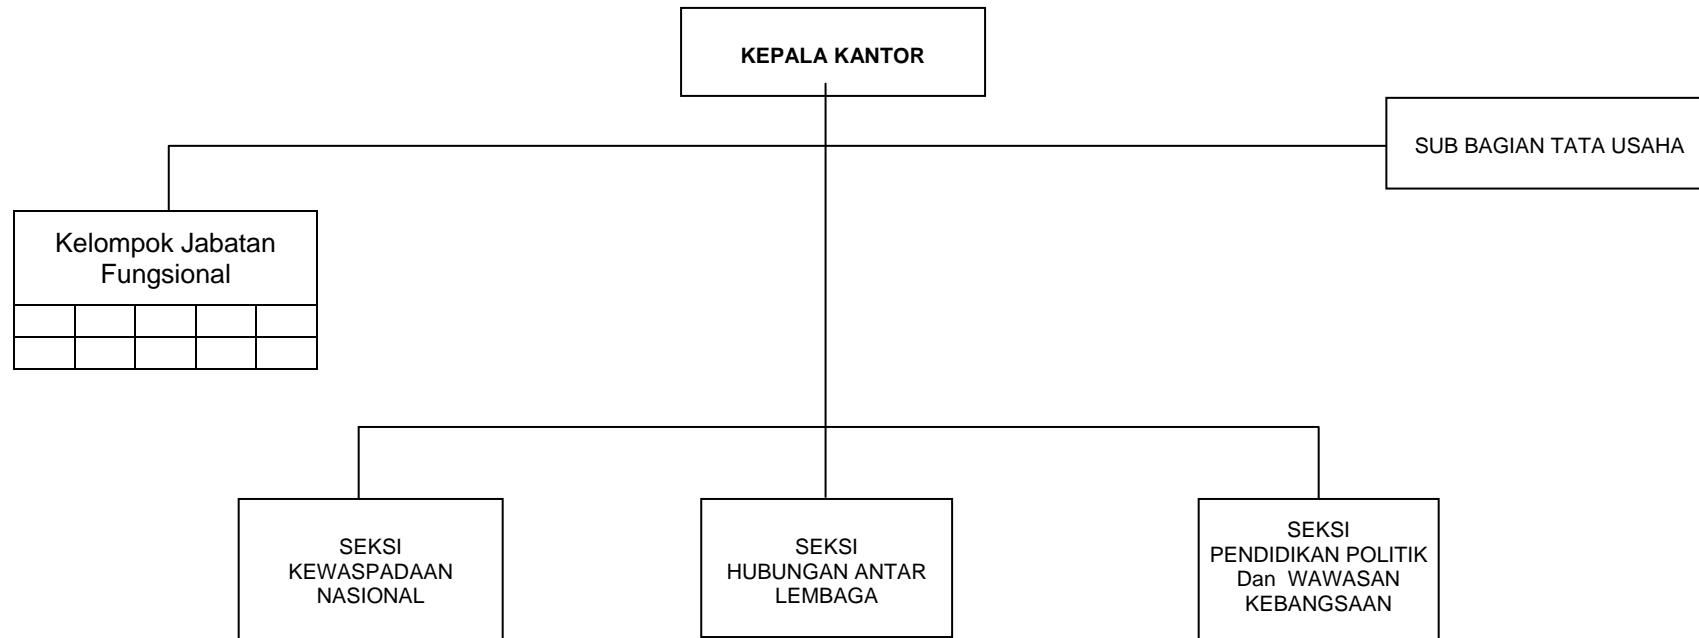 KEPALA KANTOR
SUB BAGIAN TATA USAHA
Kelompok Jabatan
Fungsional
SEKSI
KEWASPADAAN
NASIONAL
SEKSI
HUBUNGAN ANTAR
LEMBAGA
SEKSI
PENDIDIKAN POLITIK
Dan WAWASAN
KEBANGSAAN